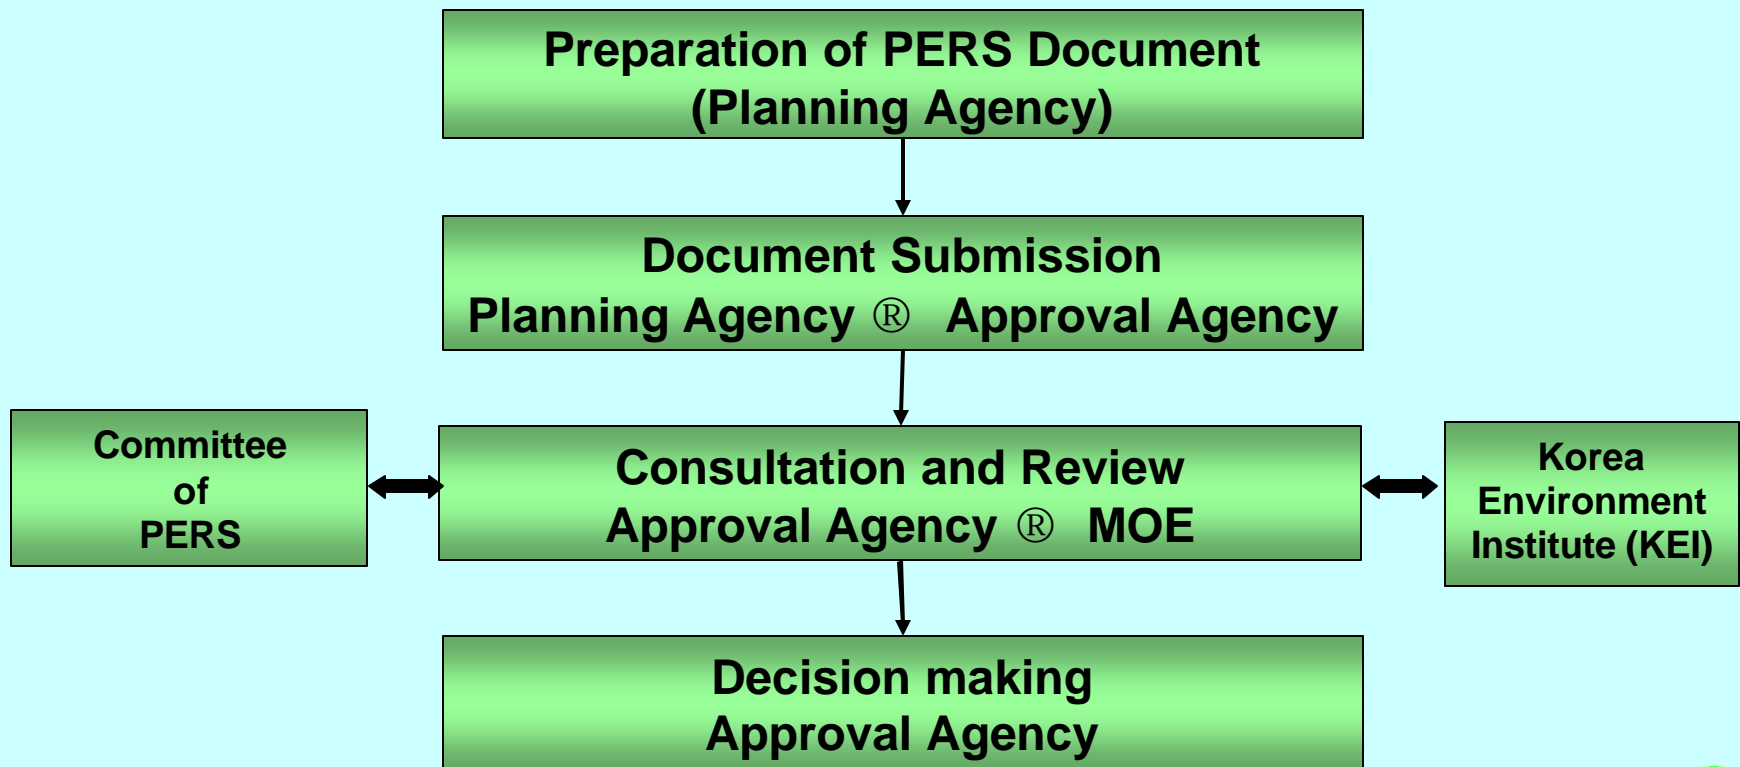 Preparation of PERS Document
(Planning Agency)
Document Submission
Planning Agency ® Approval Agency
Committee
of
PERS
Consultation and Review
Approval Agency ® MOE
Korea
Environment
Institute (KEI)
Decision making
Approval Agency